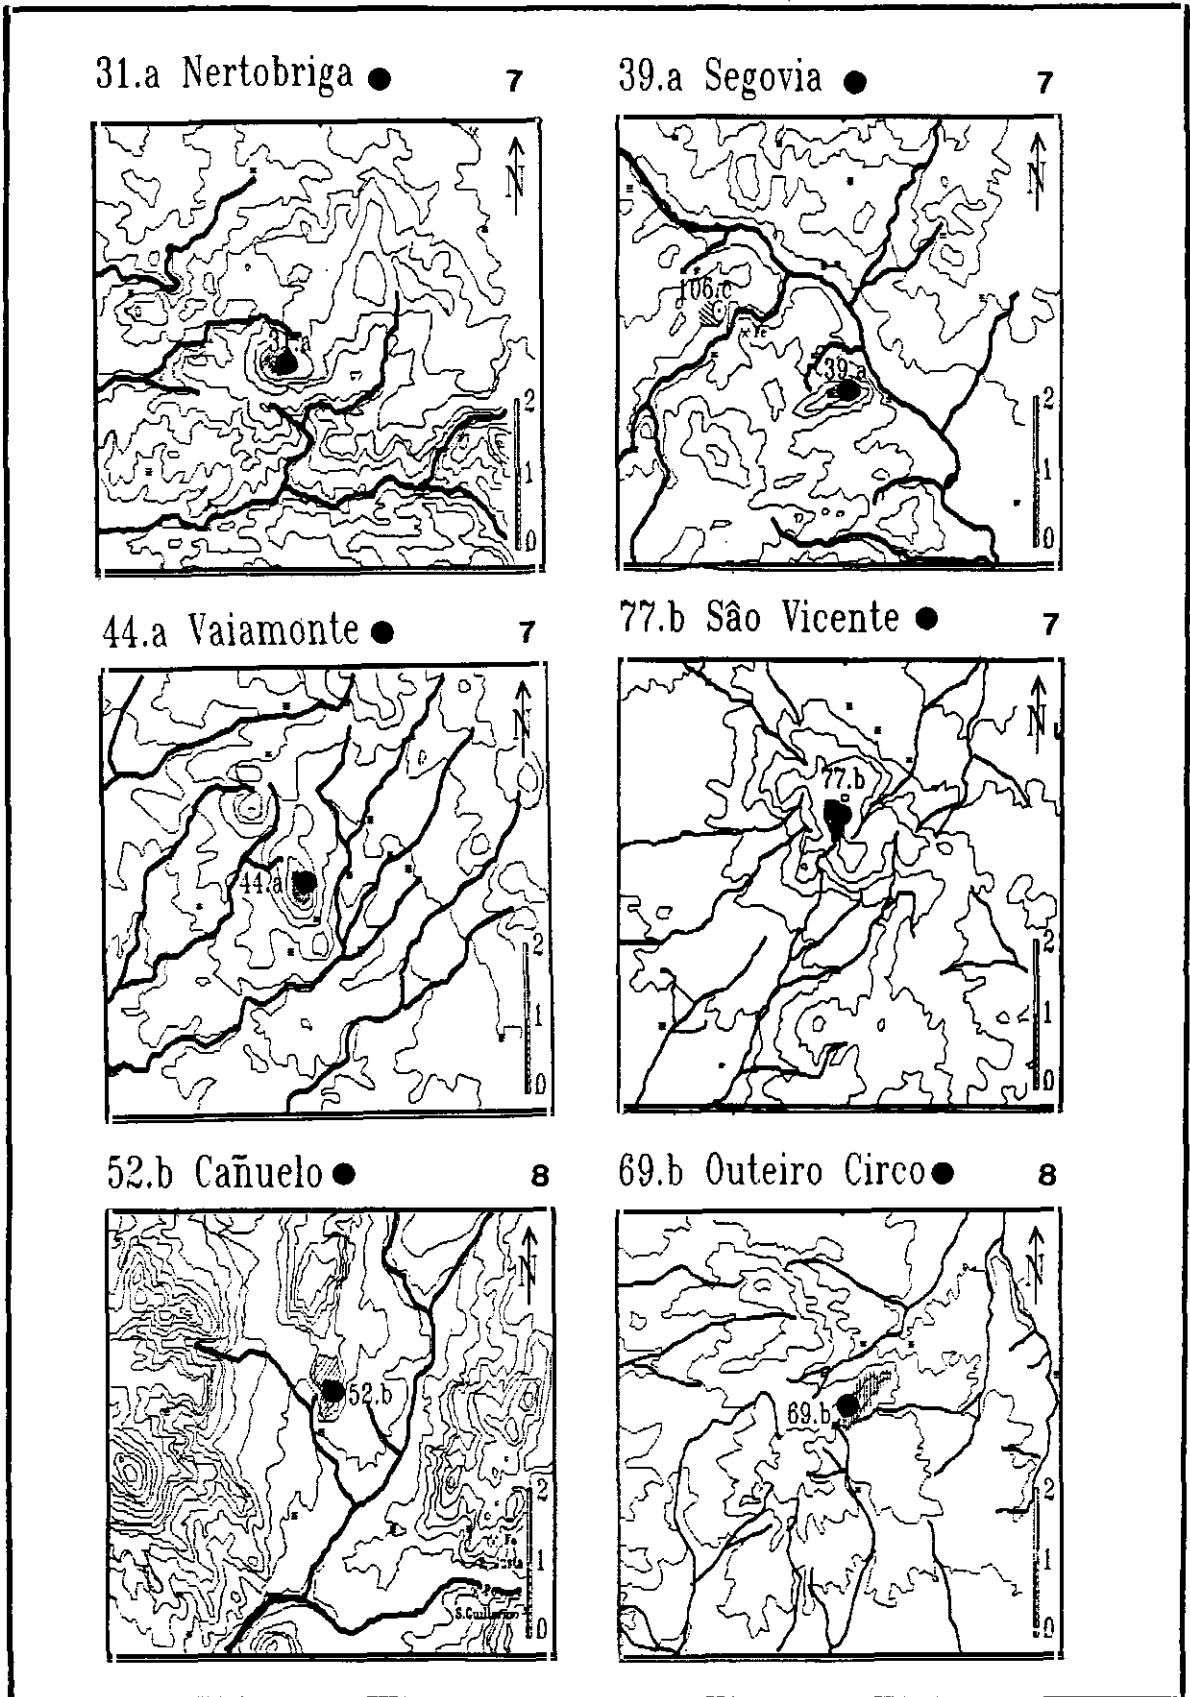 31.a Nertobriga ● 7
N
2
1
0
39.a Segovia ● 7
N
106.c
Fe
39.a
2
1
0
44.a Vaiamonte ● 7
N
44.a
2
1
0
77.b Sâo Vicente ● 7
N
77.b
2
1
0
52.b Cañuelo ● 8
N
52.b
2
Fe
1
S.Guillermo
0
69.b Outeiro Circo ● 8
N
69.b
2
1
0